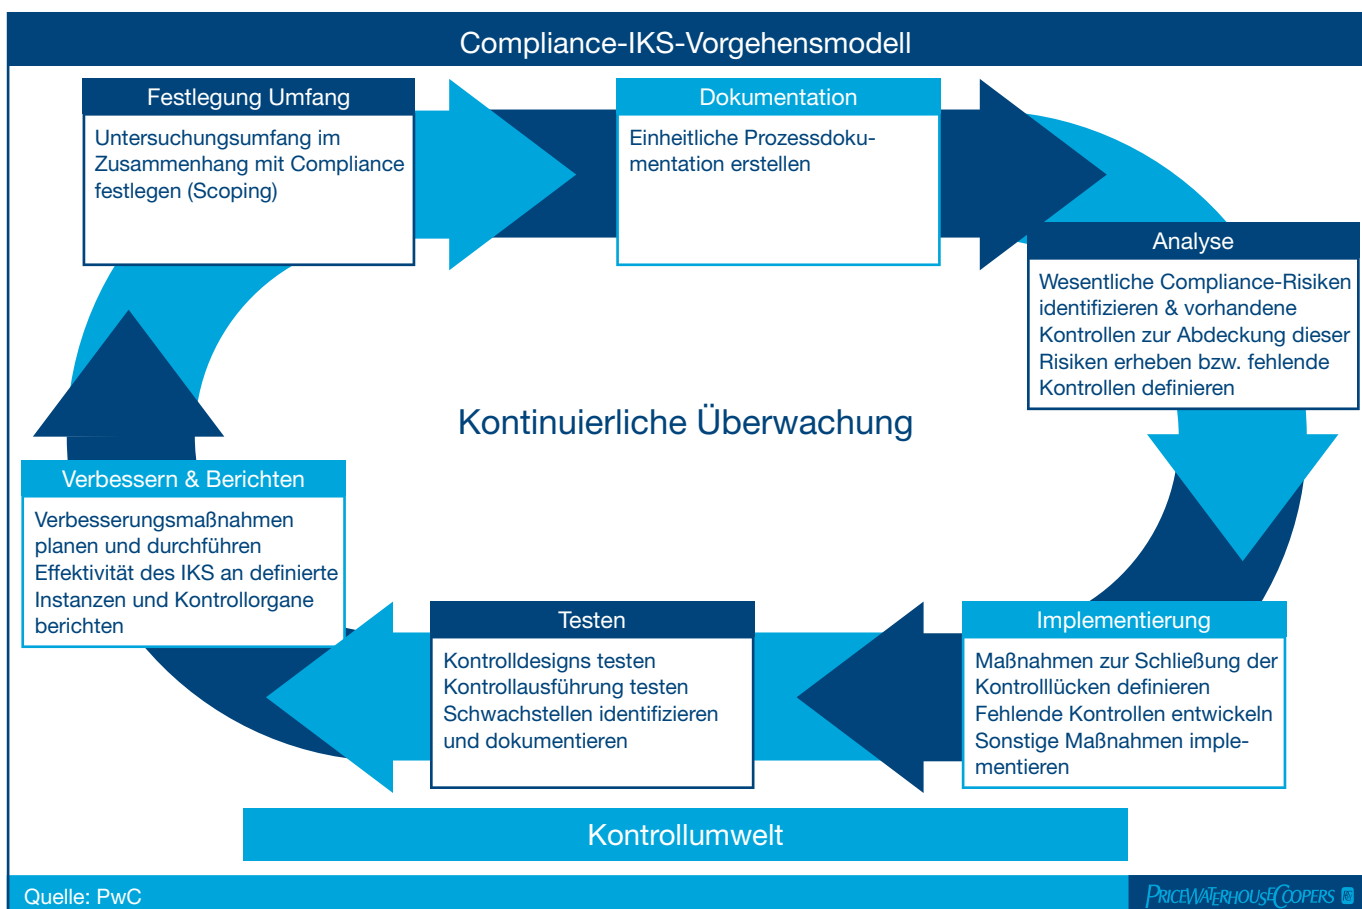 Compliance-IKS-Vorgehensmodell
Festlegung Umfang
Untersuchungsumfang im
Zusammenhang mit Compliance
festlegen (Scoping)
Dokumentation
Einheitliche Prozessdoku-
mentation erstellen
Analyse
Wesentliche Compliance-Risiken
identifizieren & vorhandene
Kontrollen zur Abdeckung dieser
Risiken erheben bzw. fehlende
Kontrollen definieren
Kontinuierliche Überwachung
Verbessern & Berichten
Verbesserungsmaßnahmen
planen und durchführen
Effektivität des IKS an definierte
Instanzen und Kontrollorgane
berichten
Testen
Kontrolldesigns testen
Kontrollausführung testen
Schwachstellen identifizieren
und dokumentieren
Implementierung
Maßnahmen zur Schließung der
Kontrolllücken definieren
Fehlende Kontrollen entwickeln
Sonstige Maßnahmen imple-
mentieren
Kontrollumwelt
Quelle: PwC
PRICEWATERHOUSECOOPERS